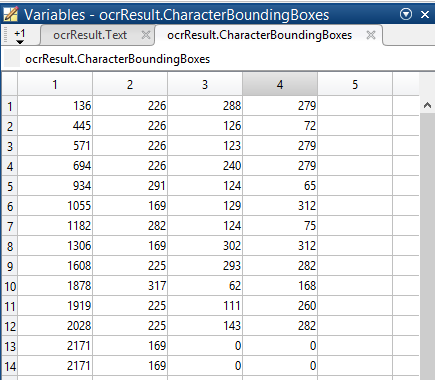 Variables - ocrResult.CharacterBoundingBoxes
+1 ocrResult.Text ocrResult.CharacterBoundingBoxes
ocrResult.CharacterBoundingBoxes
1 2 3 4 5
1 136 226 288 279
2 445 226 126 72
3 571 226 123 279
4 694 226 240 279
5 934 291 124 65
6 1055 169 129 312
7 1182 282 124 75
8 1306 169 302 312
9 1608 225 293 282
10 1878 317 62 168
11 1919 225 111 260
12 2028 225 143 282
13 2171 169 0 0
14 2171 169 0 0